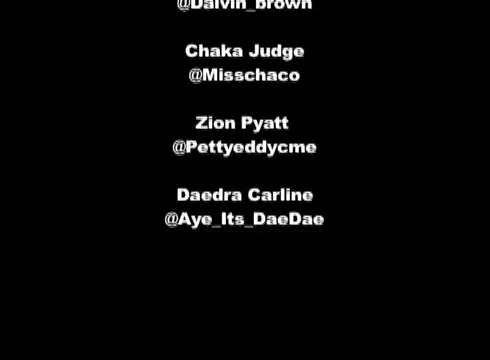 @Dalvin_brown
Chaka Judge
@Misschaco
Zion Pyatt
@Pettyeddycme
Daedra Carline
@Aye_Its_DaeDae